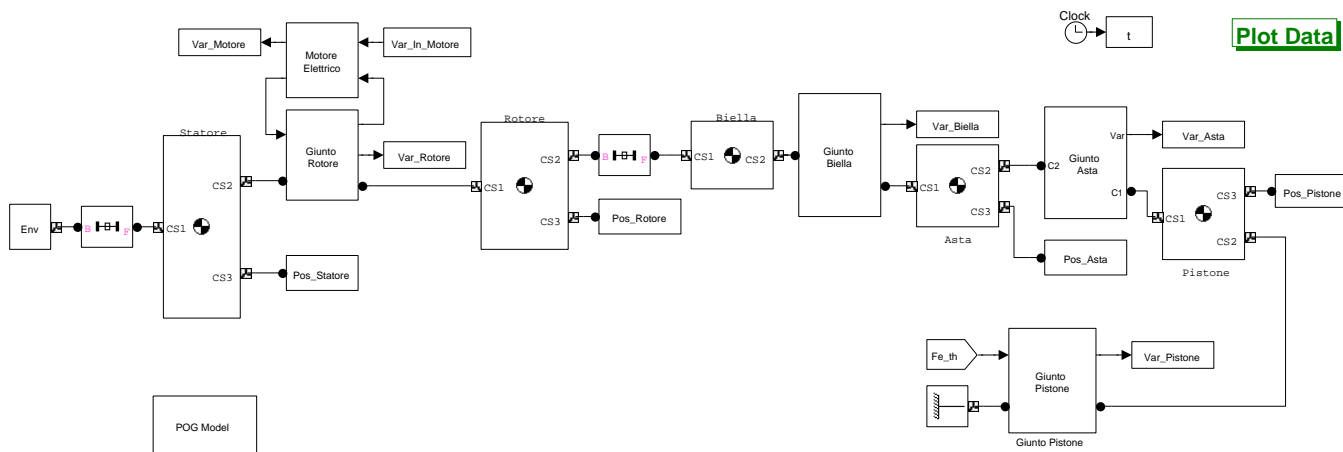 Clock
t
Plot Data
Var_Motore
Motore
Elettrico
Var_In_Motore
Statore
Giunto
Rotore
Var_Rotore
CS2
CS1
CS3
Env
B
F
Pos_Statore
Rotore
CS2
CS1
CS3
B
F
Pos_Rotore
Biella
CS1
CS2
Giunto
Biella
Var_Biella
CS2
CS1
CS3
Asta
Pos_Asta
Var
Giunto
Asta
C2
C1
Var_Asta
CS3
CS1
CS2
Pistone
Pos_Pistone
Fe_th
Giunto
Pistone
Var_Pistone
Giunto Pistone
POG Model